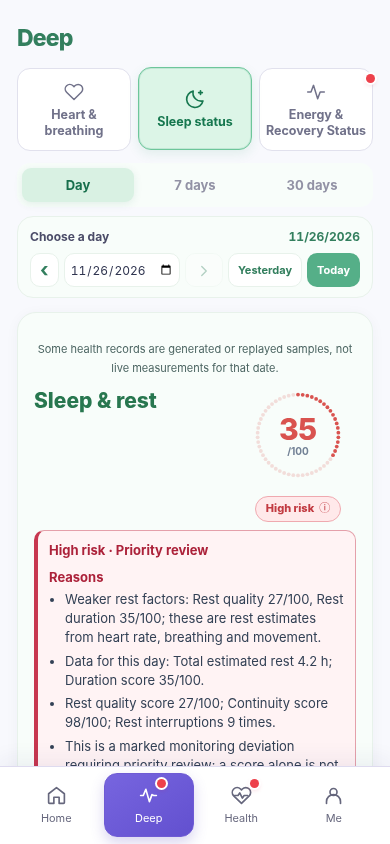 Deep
Heart &
breathing
Sleep status
Energy &
Recovery Status
Day
7 days
30 days
Choose a day
11/26/2026
11/26/2026
Yesterday
Today
Some health records are generated or replayed samples, not
live measurements for that date.
Sleep & rest
35
/100
High risk ⓘ
High risk · Priority review
Reasons
• Weaker rest factors: Rest quality 27/100, Rest
duration 35/100; these are rest estimates
from heart rate, breathing and movement.
• Data for this day: Total estimated rest 4.2 h;
Duration score 35/100.
• Rest quality score 27/100; Continuity score
98/100; Rest interruptions 9 times.
• This is a marked monitoring deviation
requiring priority review; a score alone is not
Home
Deep
Health
Me